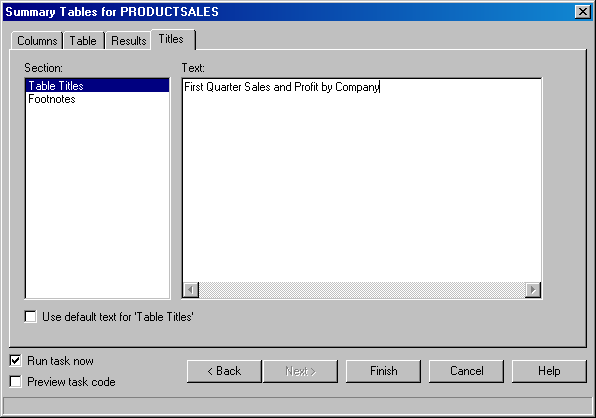 Summary Tables for PRODUCTSALES
Columns Table Results Titles
Section: Text:
Table Titles
Footnotes
First Quarter Sales and Profit by Company
Use default text for 'Table Titles'
Run task now
Preview task code
< Back Next > Finish Cancel Help